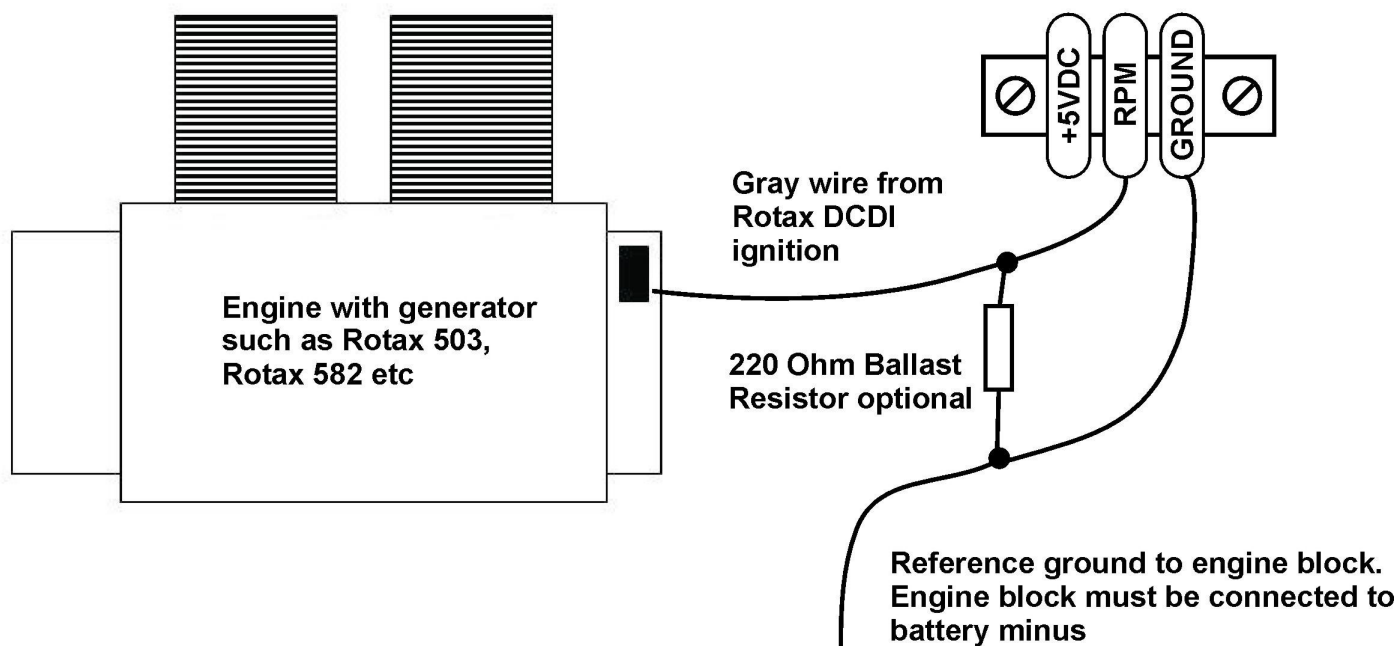 +5VDC
RPM
GROUND
Gray wire from
Rotax DCDI
ignition
Engine with generator
such as Rotax 503,
Rotax 582 etc
220 Ohm Ballast
Resistor optional
Reference ground to engine block.
Engine block must be connected to
battery minus